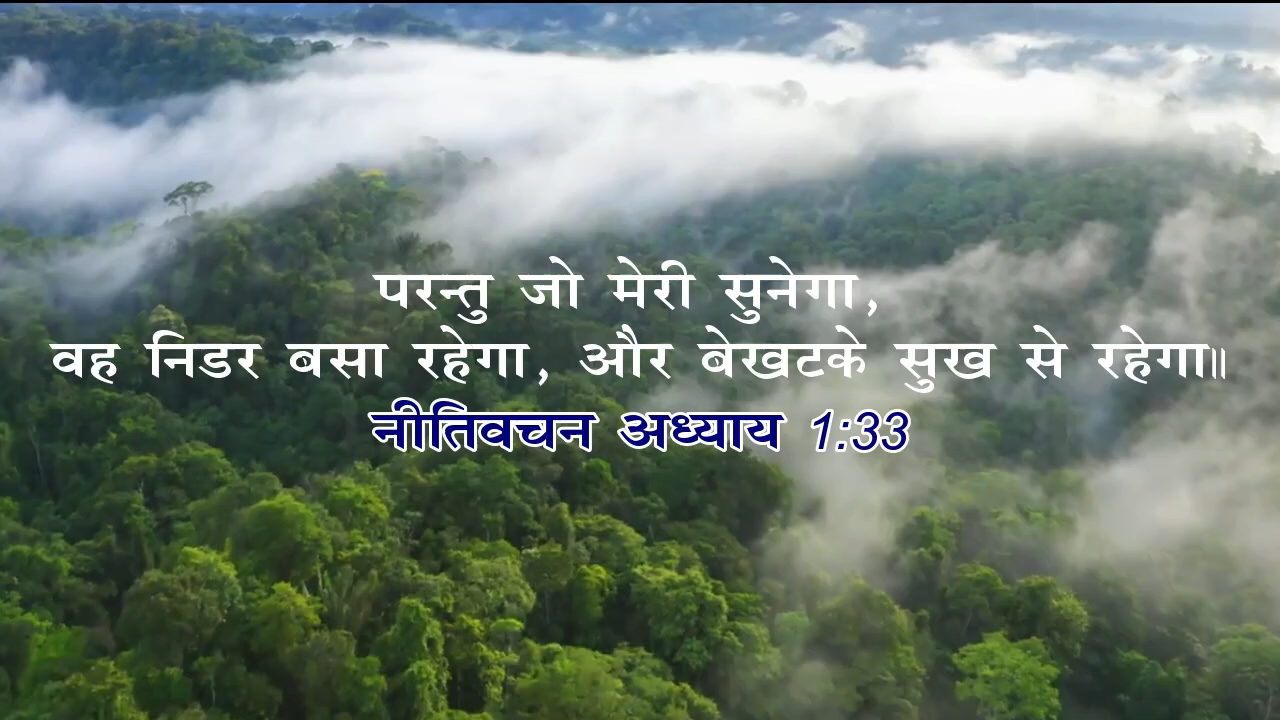 परन्तु जो मेरी सुनेगा,
वह निडर बसा रहेगा, और बेखटके सुख से रहेगा॥
नीतिवचन अध्याय 1:33